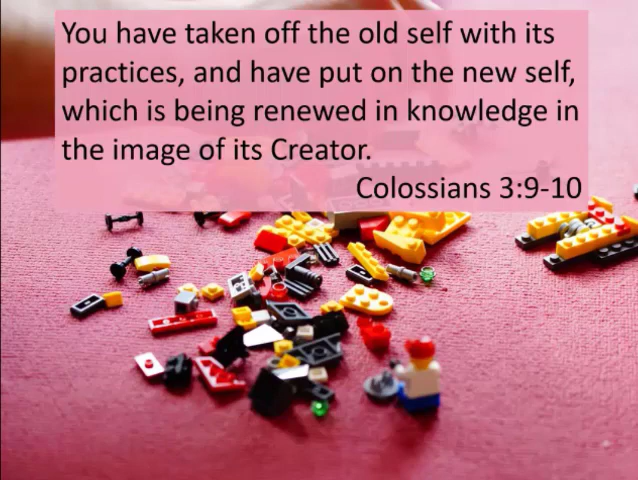 You have taken off the old self with its
practices, and have put on the new self,
which is being renewed in knowledge in
the image of its Creator.
Colossians 3:9-10